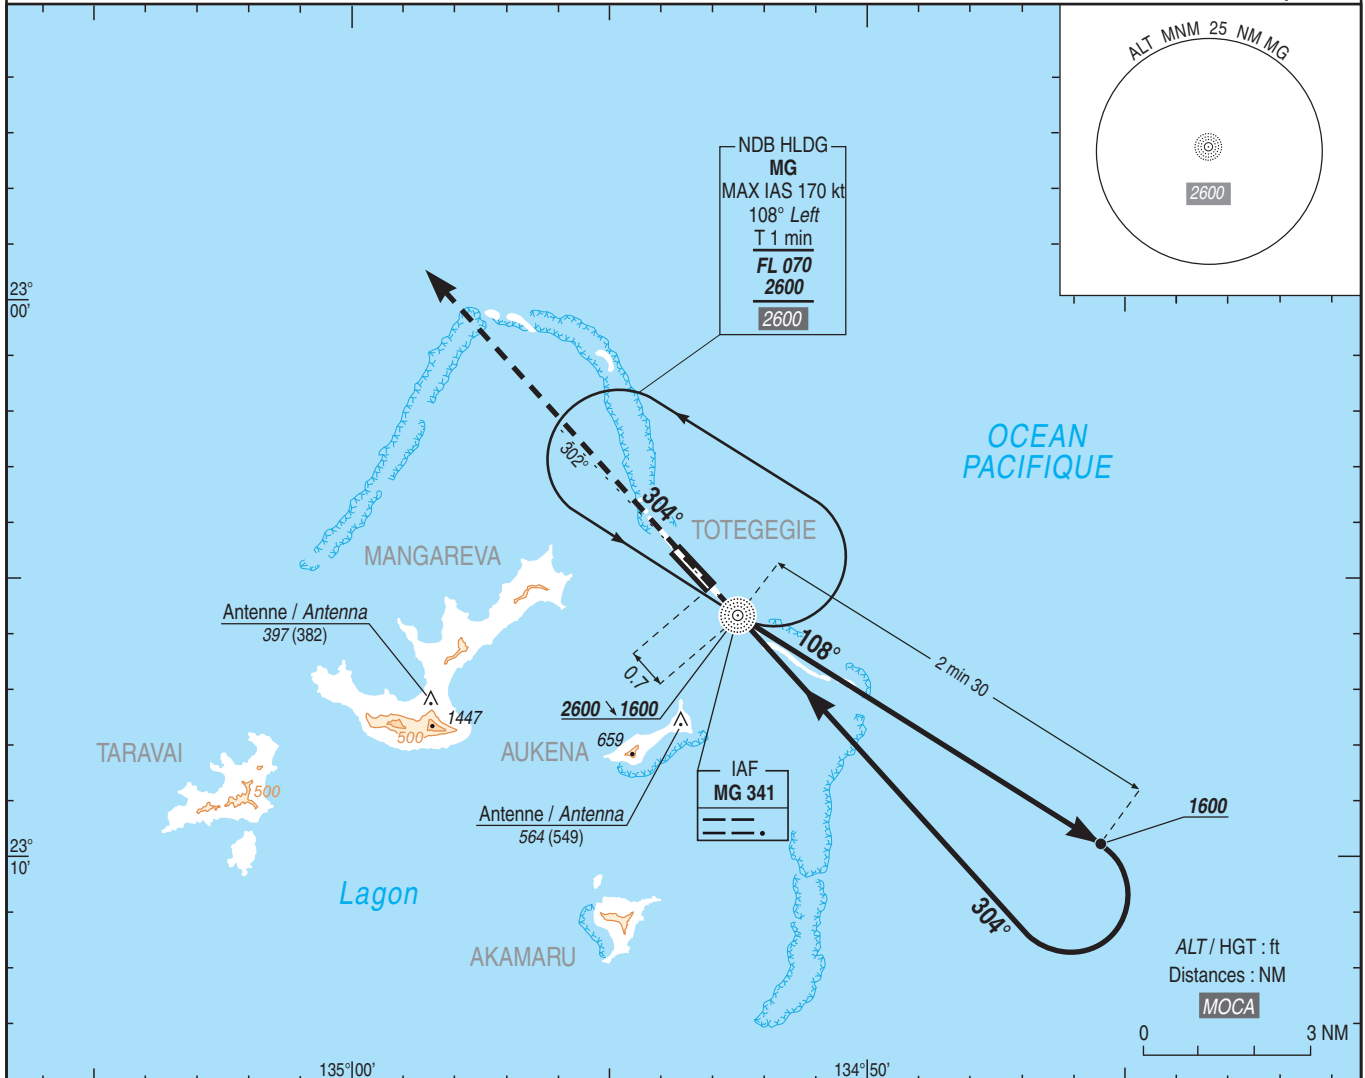 ALT MNM 25 NM MG
2600
NDB HLDG
MG
MAX IAS 170 kt
108° Left
T 1 min
FL 070
2600
2600
23°
00'
OCEAN
PACIFIQUE
302°
304°
TOTEGEGIE
MANGAREVA
Antenne / Antenna
397 (382)
108°
2 min 30
0.7
2600 ↘ 1600
1447
500
659
AUKENA
TARAVAI
500
IAF
MG 341
Antenne / Antenna
564 (549)
1600
23°
10'
Lagon
304°
AKAMARU
ALT / HGT : ft
Distances : NM
MOCA
0 3 NM
135°00' 134°50'